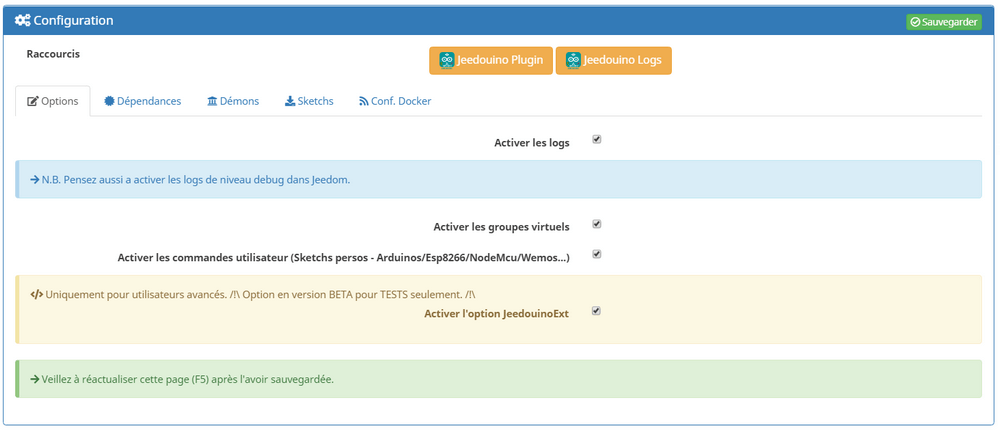 Configuration
Sauvegarder
Raccourcis
Jeedouino Plugin
Jeedouino Logs
Options
Dépendances
Démons
Sketchs
Conf. Docker
Activer les logs
N.B. Pensez aussi a activer les logs de niveau debug dans Jeedom.
Activer les groupes virtuels
Activer les commandes utilisateur (Sketchs persos - Arduinos/Esp8266/NodeMcu/Wemos...)
Uniquement pour utilisateurs avancés. /!\ Option en version BETA pour TESTS seulement. /!\
Activer l'option JeedouinoExt
Veillez à réactualiser cette page (F5) après l'avoir sauvegardée.